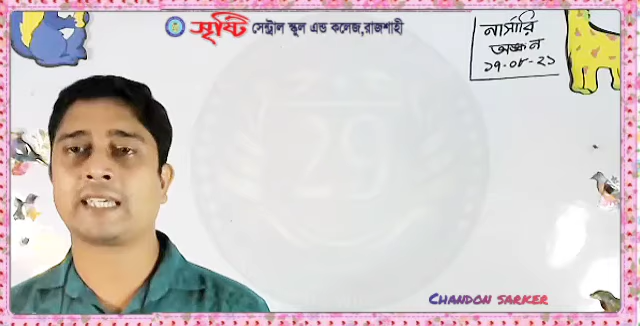 সৃষ্টি সেন্ট্রাল স্কুল এন্ড কলেজ,রাজশাহী
নার্সারি
অঙ্কন
১৭-০৮-২১
29
CHANDON SARKER